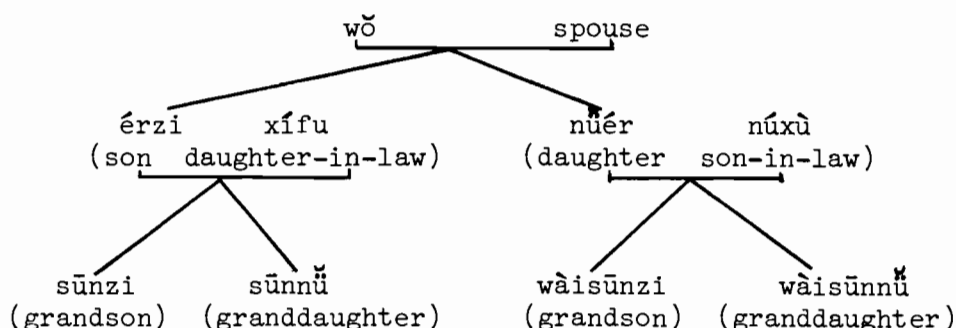 wǒ spouse
érzi xífu nǚér núxù
(son daughter-in-law) (daughter son-in-law)
sūnzi sūnnǚ wàisūnzi wàisūnnǚ
(grandson) (granddaughter) (grandson) (granddaughter)